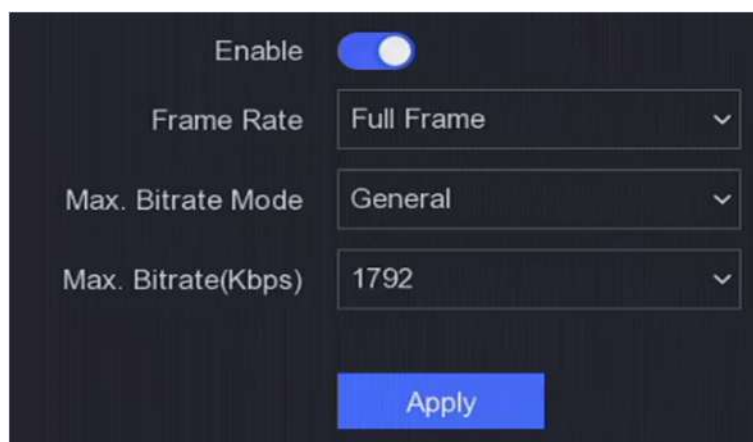 Enable
Frame Rate Full Frame
Max. Bitrate Mode General
Max. Bitrate(Kbps) 1792
Apply